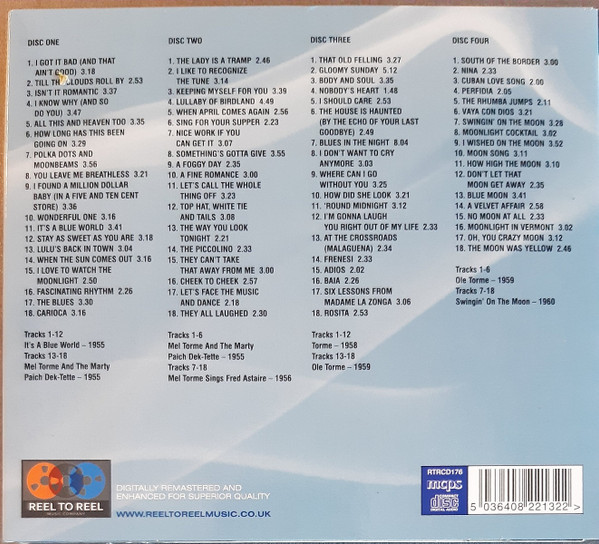 DISC ONE
1. I GOT IT BAD (AND THAT
AIN'T GOOD) 3.18
2. TILL THE CLOUDS ROLL BY 2.53
3. ISN'T IT ROMANTIC 3.37
4. I KNOW WHY (AND SO
DO YOU) 3.47
5. ALL THIS AND HEAVEN TOO 3.35
6. HOW LONG HAS THIS BEEN
GOING ON 3.29
7. POLKA DOTS AND
MOONBEAMS 3.56
8. YOU LEAVE ME BREATHLESS 3.21
9. I FOUND A MILLION DOLLAR
BABY (IN A FIVE AND TEN CENT
STORE) 3.36
10. WONDERFUL ONE 3.16
11. IT'S A BLUE WORLD 3.41
12. STAY AS SWEET AS YOU ARE 3.18
13. LULU'S BACK IN TOWN 3.04
14. WHEN THE SUN COMES OUT 3.16
15. I LOVE TO WATCH THE
MOONLIGHT 2.50
16. FASCINATING RHYTHM 2.26
17. THE BLUES 3.30
18. CARIOCA 3.16
Tracks 1-12
It's A Blue World – 1955
Tracks 13-18
Mel Torme And The Marty
Paich Dek-Tette – 1955
DISC TWO
1. THE LADY IS A TRAMP 2.46
2. I LIKE TO RECOGNIZE
THE TUNE 3.14
3. KEEPING MYSELF FOR YOU 3.39
4. LULLABY OF BIRDLAND 4.49
5. WHEN APRIL COMES AGAIN 2.56
6. SING FOR YOUR SUPPER 2.23
7. NICE WORK IF YOU
CAN GET IT 3.07
8. SOMETHING'S GOTTA GIVE 3.55
9. A FOGGY DAY 2.35
10. A FINE ROMANCE 3.00
11. LET'S CALL THE WHOLE
THING OFF 3.23
12. TOP HAT, WHITE TIE
AND TAILS 3.08
13. THE WAY YOU LOOK
TONIGHT 2.21
14. THE PICCOLINO 2.33
15. THEY CAN'T TAKE
THAT AWAY FROM ME 3.00
16. CHEEK TO CHEEK 2.57
17. LET'S FACE THE MUSIC
AND DANCE 2.18
18. THEY ALL LAUGHED 2.30
Tracks 1-6
Mel Torme And The Marty
Paich Dek-Tette – 1955
Tracks 7-18
Mel Torme Sings Fred Astaire – 1956
DISC THREE
1. THAT OLD FELLING 3.27
2. GLOOMY SUNDAY 5.12
3. BODY AND SOUL 3.35
4. NOBODY'S HEART 1.48
5. I SHOULD CARE 2.53
6. THE HOUSE IS HAUNTED
(BY THE ECHO OF YOUR LAST
GOODBYE) 2.49
7. BLUES IN THE NIGHT 8.04
8. I DON'T WANT TO CRY
ANYMORE 3.03
9. WHERE CAN I GO
WITHOUT YOU 3.25
10. HOW DID SHE LOOK 3.21
11. 'ROUND MIDNIGHT 3.12
12. I'M GONNA LAUGH
YOU RIGHT OUT OF MY LIFE 2.33
13. AT THE CROSSROADS
(MALAGUENA) 2.34
14. FRENESI 2.33
15. ADIOS 2.02
16. BAIA 2.26
17. SIX LESSONS FROM
MADAME LA ZONGA 3.06
18. ROSITA 2.53
Tracks 1-12
Torme – 1958
Tracks 13-18
Ole Torme – 1959
DISC FOUR
1. SOUTH OF THE BORDER 3.00
2. NINA 2.33
3. CUBAN LOVE SONG 2.00
4. PERFIDIA 2.05
5. THE RHUMBA JUMPS 2.11
6. VAYA CON DIOS 3.21
7. SWINGIN' ON THE MOON 3.28
8. MOONLIGHT COCKTAIL 3.02
9. I WISHED ON THE MOON 3.52
10. MOON SONG 3.11
11. HOW HIGH THE MOON 3.10
12. DON'T LET THAT
MOON GET AWAY 2.35
13. BLUE MOON 3.41
14. A VELVET AFFAIR 2.58
15. NO MOON AT ALL 2.33
16. MOONLIGHT IN VERMONT 3.02
17. OH, YOU CRAZY MOON 3.12
18. THE MOON WAS YELLOW 2.46
Tracks 1-6
Ole Torme – 1959
Tracks 7-18
Swingin' On The Moon – 1960
REEL TO REEL
MUSIC COMPANY
DIGITALLY REMASTERED AND
ENHANCED FOR SUPERIOR QUALITY
WWW.REELTOREELMUSIC.CO.UK
RTRCD176
mcps
COMPACT
disc
DIGITAL AUDIO
5 036408 221322 >